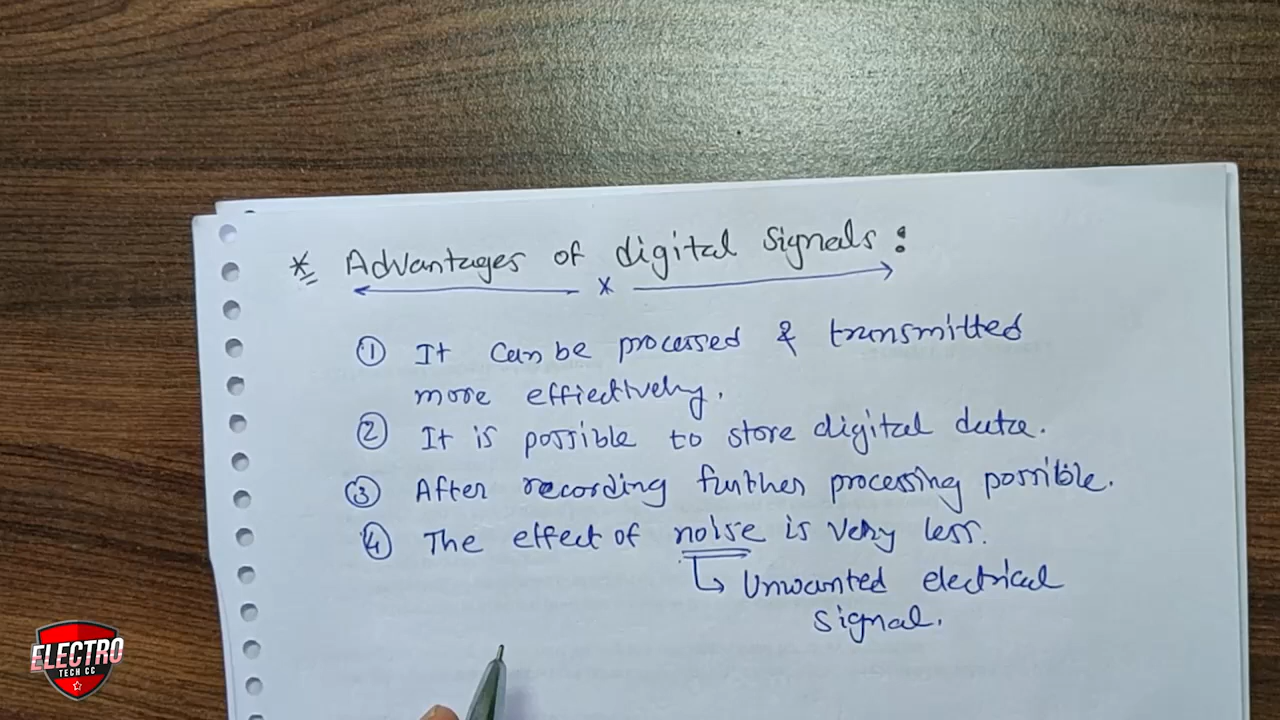 * Advantages of digital signals :
① It can be processed & transmitted
more effiectively.
② It is possible to store digital data.
③ After recording further processing possible.
④ The effect of noise is very less.
↳ Unwanted electrical
signal.
ELECTRO
TECH CC